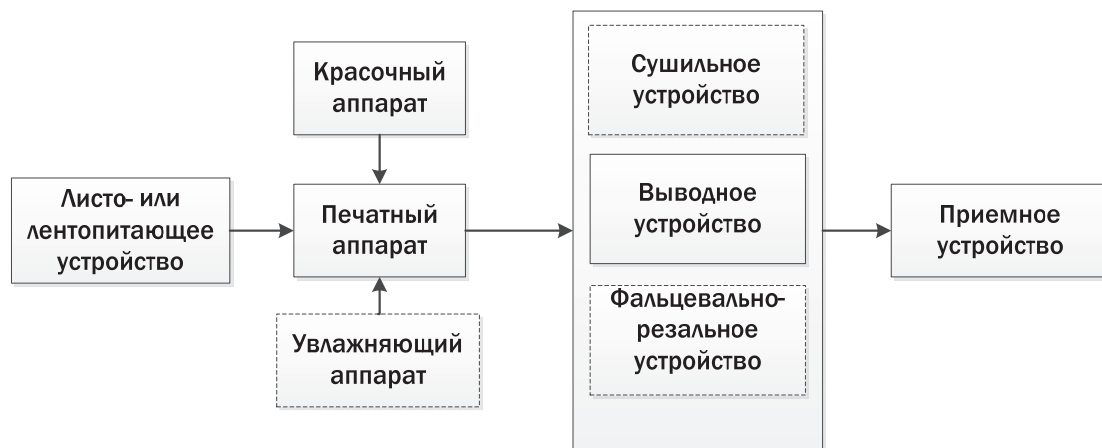 Листо- или
лентопитающее
устройство
Красочный
аппарат
Печатный
аппарат
Увлажняющий
аппарат
Сушильное
устройство
Выводное
устройство
Фальцевально-
резальное
устройство
Приемное
устройство